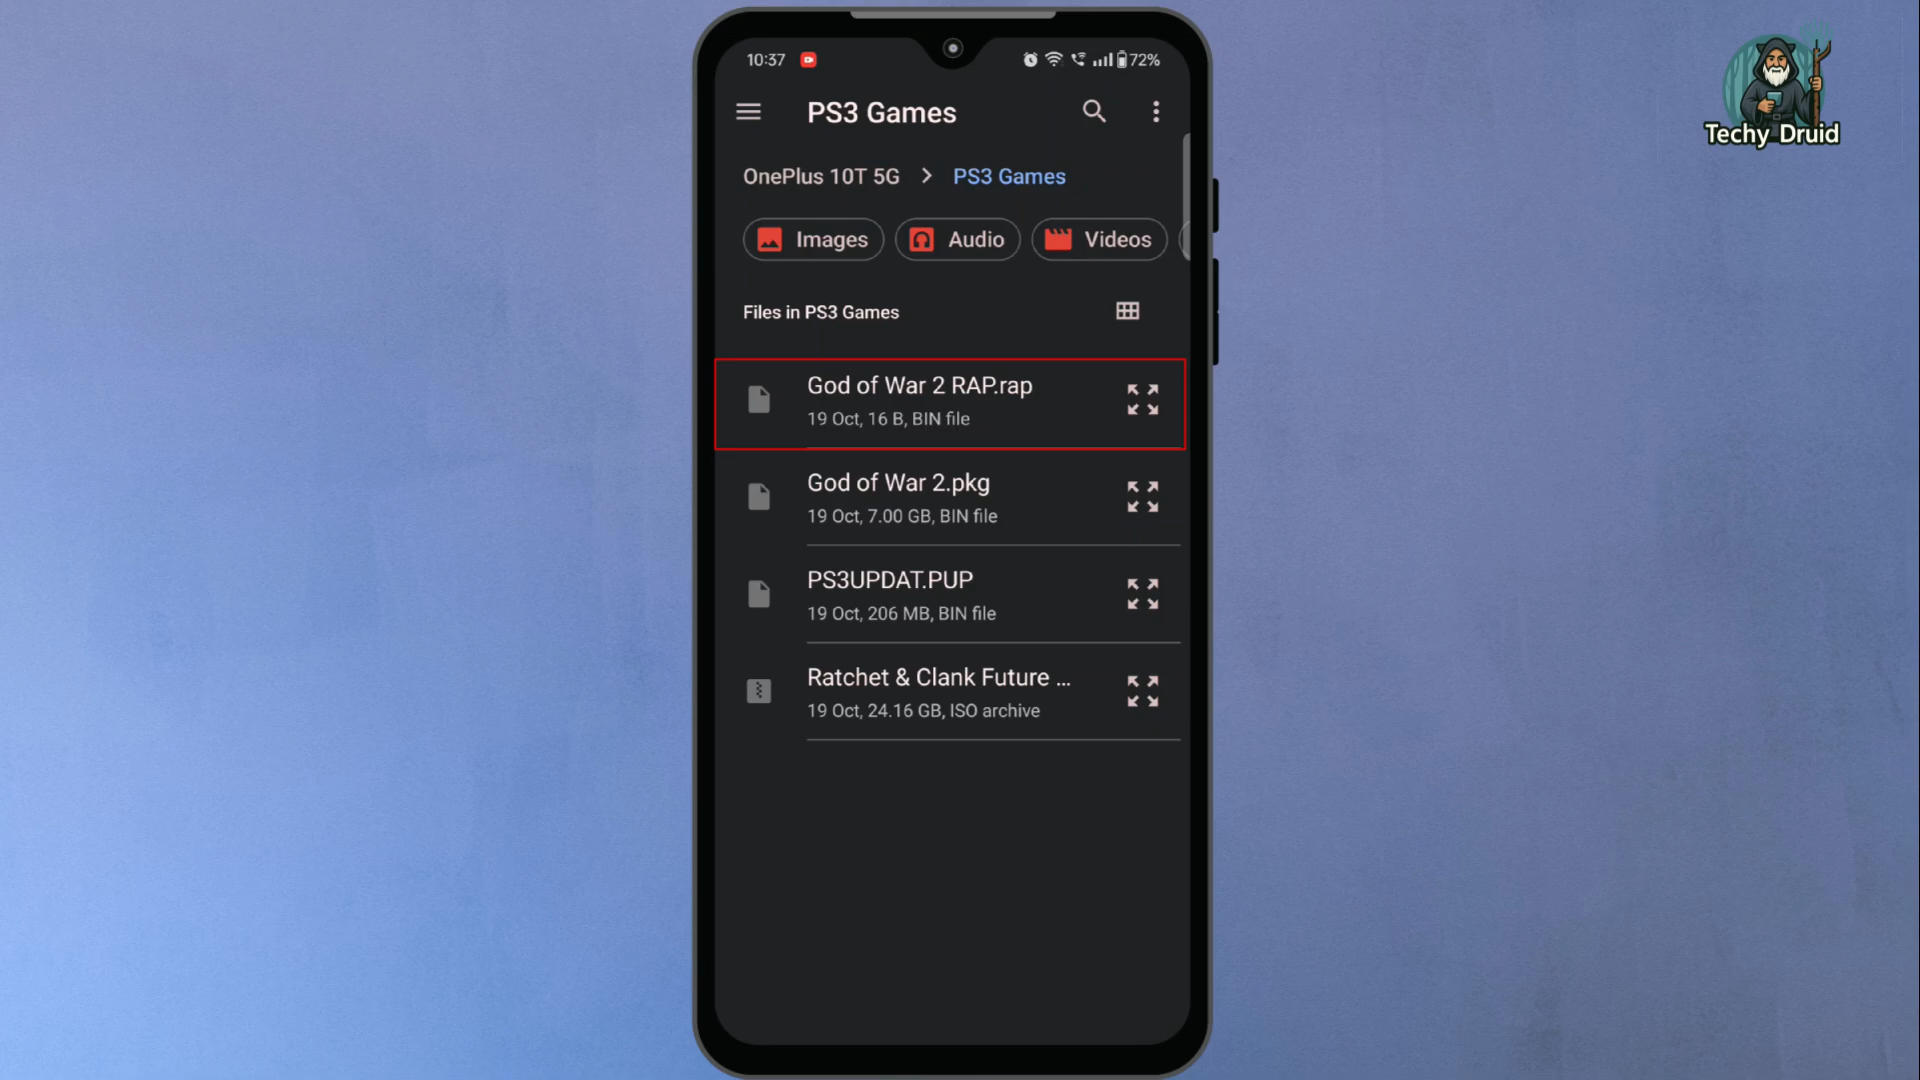 10:37
72%
PS3 Games
OnePlus 10T 5G > PS3 Games
Images
Audio
Videos
Files in PS3 Games
God of War 2 RAP.rap
19 Oct, 16 B, BIN file
God of War 2.pkg
19 Oct, 7.00 GB, BIN file
PS3UPDAT.PUP
19 Oct, 206 MB, BIN file
Ratchet & Clank Future ...
19 Oct, 24.16 GB, ISO archive
Techy Druid